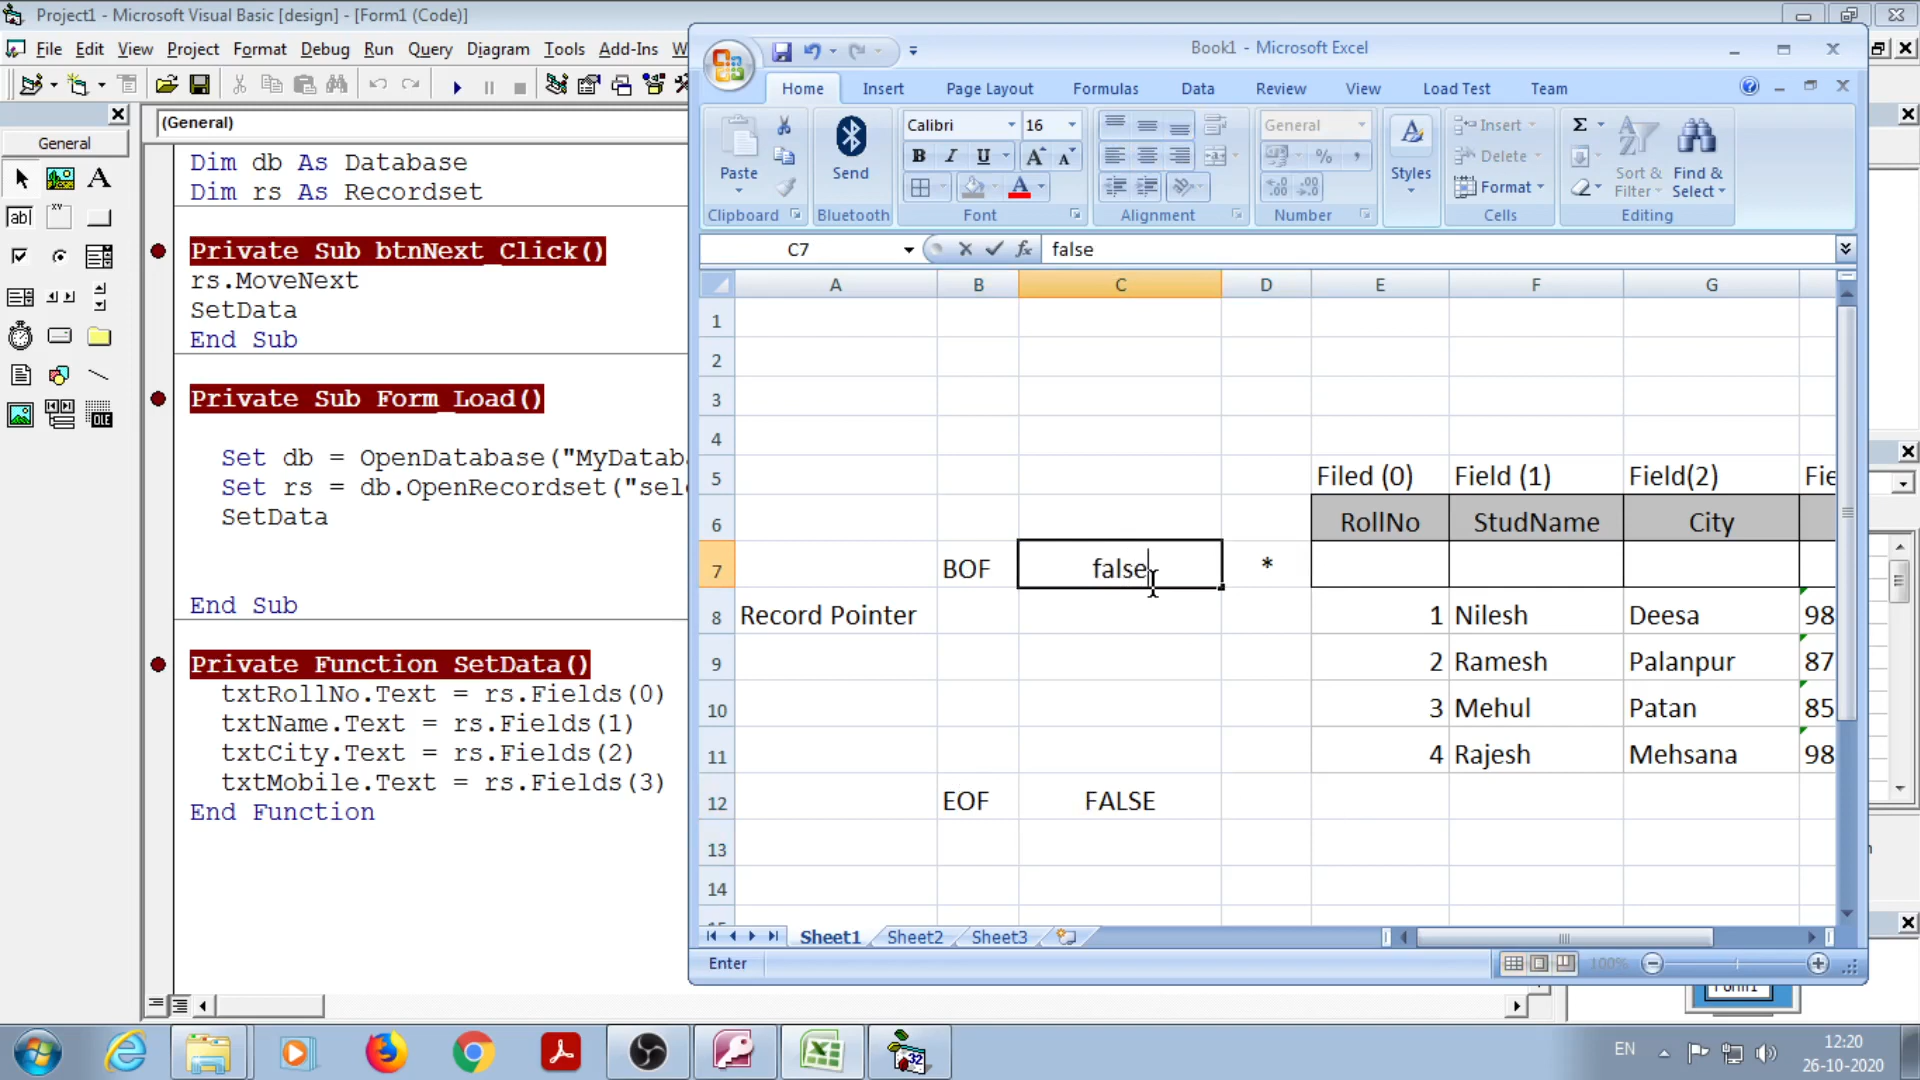 Project1 - Microsoft Visual Basic [design] - [Form1 (Code)]
File Edit View Project Format Debug Run Query Diagram Tools Add-Ins W
General
(General)
Dim db As Database
Dim rs As Recordset
Private Sub btnNext_Click()
rs.MoveNext
SetData
End Sub
Private Sub Form_Load()
Set db = OpenDatabase("MyDatab
Set rs = db.OpenRecordset("sel
SetData
End Sub
Private Function SetData()
txtRollNo.Text = rs.Fields(0)
txtName.Text = rs.Fields(1)
txtCity.Text = rs.Fields(2)
txtMobile.Text = rs.Fields(3)
End Function
Book1 - Microsoft Excel
Home Insert Page Layout Formulas Data Review View Load Test Team
Paste
Clipboard
Send
Bluetooth
Calibri 16
B I U
Font
Alignment
General
Number
Styles
Insert
Delete
Format
Cells
Sort & Filter
Find & Select
Editing
C7 fx false
A B C D E F G
1
2
3
4
5 Filed (0) Field (1) Field(2) Fie
6 RollNo StudName City
7 BOF false *
8 Record Pointer 1 Nilesh Deesa 98
9 2 Ramesh Palanpur 87
10 3 Mehul Patan 85
11 4 Rajesh Mehsana 98
12 BOF FALSE
13
14
Sheet1 Sheet2 Sheet3
Enter
100%
EN
12:20
26-10-2020